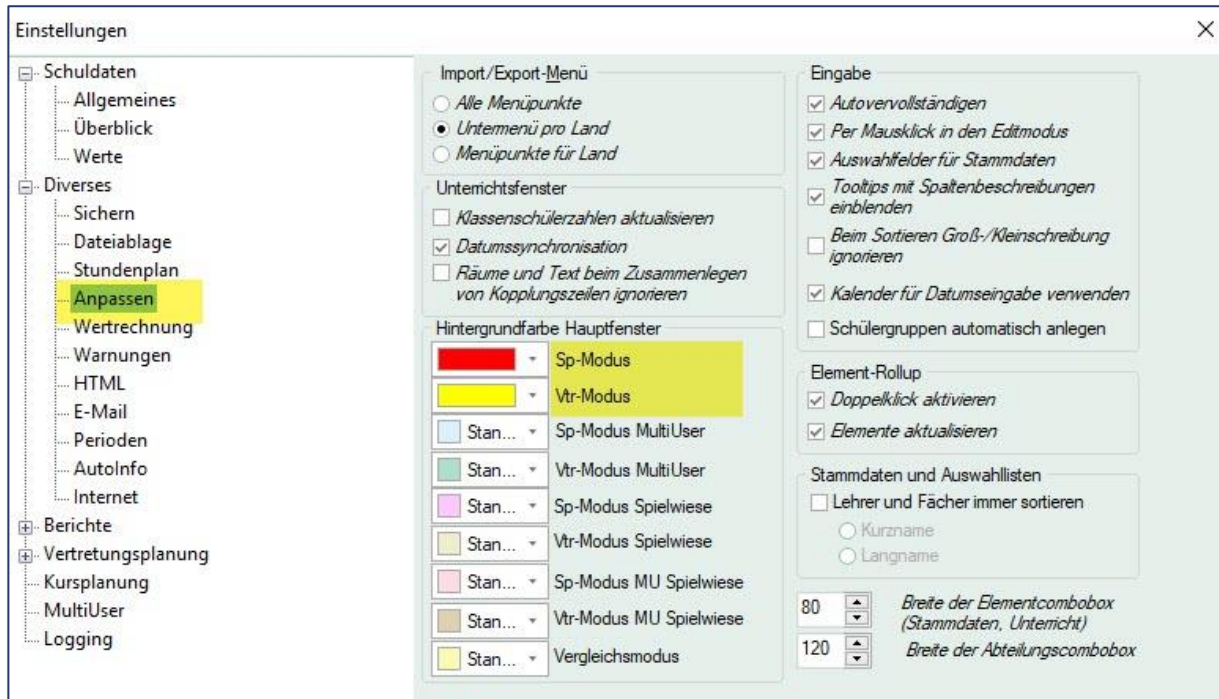 Einstellungen
Schuldaten
Allgemeines
Überblick
Werte
Diverses
Sichern
Dateiablage
Stundenplan
Anpassen
Wertrechnung
Warnungen
HTML
E-Mail
Perioden
AutoInfo
Internet
Berichte
Vertretungsplanung
Kursplanung
MultiUser
Logging
Import/Export-Menü
Alle Menüpunkte
Untermenü pro Land
Menüpunkte für Land
Unterrichtsfenster
Klassenschülerzahlen aktualisieren
Datumssynchronisation
Räume und Text beim Zusammenlegen
von Kopplungszeilen ignorieren
Hintergrundfarbe Hauptfenster
Sp-Modus
Vtr-Modus
Stan... Sp-Modus MultiUser
Stan... Vtr-Modus MultiUser
Stan... Sp-Modus Spielwiese
Stan... Vtr-Modus Spielwiese
Stan... Sp-Modus MU Spielwiese
Stan... Vtr-Modus MU Spielwiese
Stan... Vergleichsmodus
Eingabe
Autovervollständigen
Per Mausklick in den Editmodus
Auswahlfelder für Stammdaten
Tooltips mit Spaltenbeschreibungen
einblenden
Beim Sortieren Groß-/Kleinschreibung
ignorieren
Kalender für Datumseingabe verwenden
Schülergruppen automatisch anlegen
Element-Rollup
Doppelklick aktivieren
Elemente aktualisieren
Stammdaten und Auswahllisten
Lehrer und Fächer immer sortieren
Kurzname
Langname
80 Breite der Elementcombobox
(Stammdaten, Unterricht)
120 Breite der Abteilungscombobox